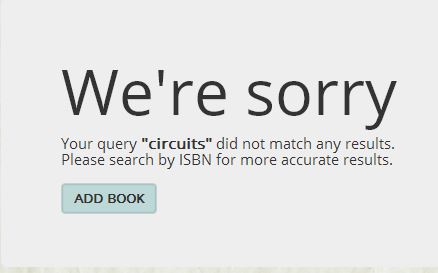 We're sorry
Your query "circuits" did not match any results.
Please search by ISBN for more accurate results.
ADD BOOK